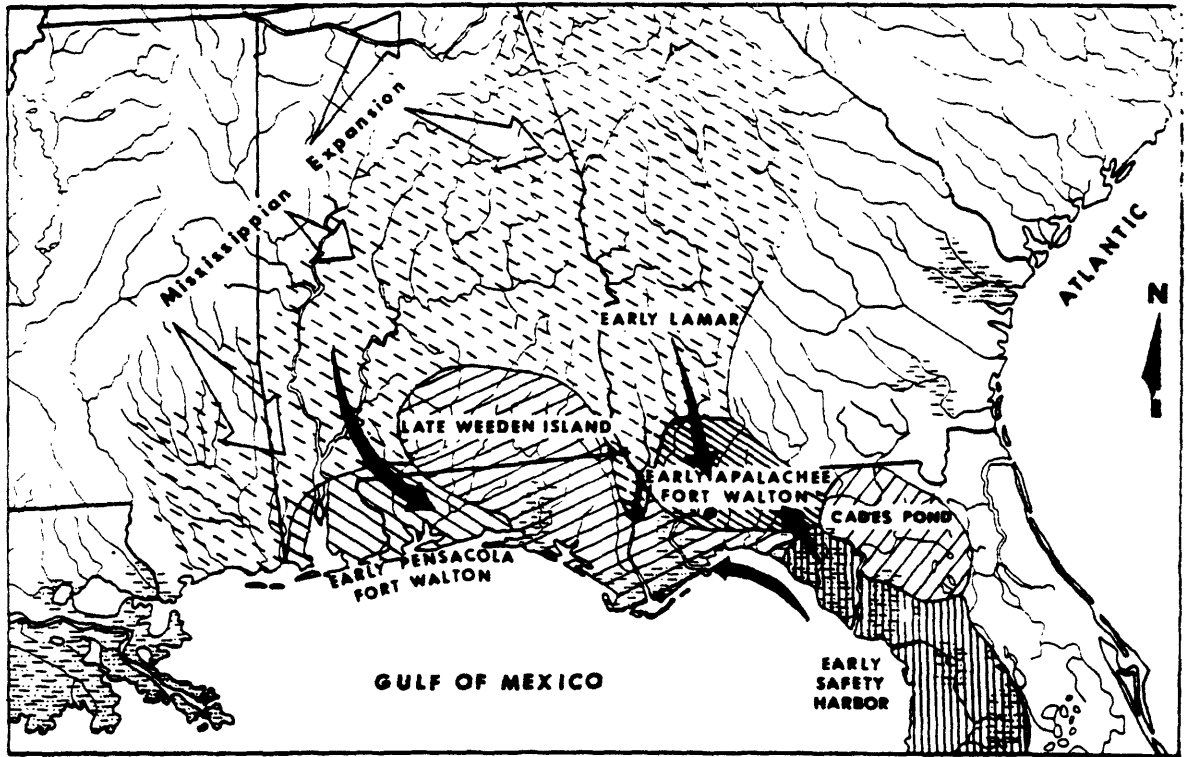 Mississippian Expansion
ATLANTIC
N
EARLY LAMAR
LATE WEEDEN ISLAND
EARLY APALACHEE
FORT WALTON
CADES POND
EARLY PENSACOLA
FORT WALTON
GULF OF MEXICO
EARLY
SAFETY
HARBOR